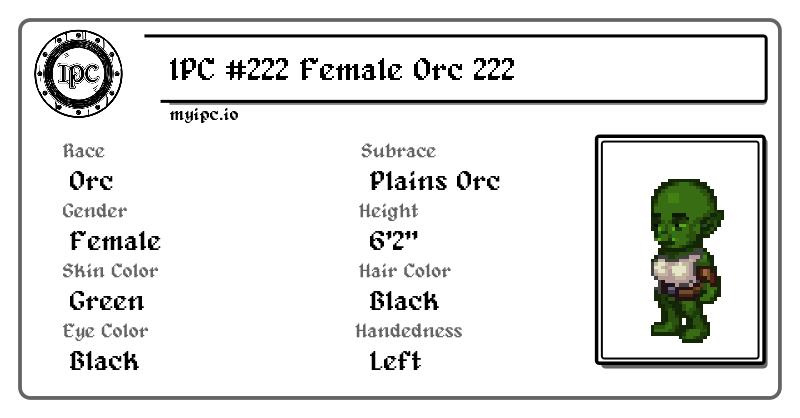 IPC
IPC #222 Female Orc 222
myipc.io
Race
Orc
Subrace
Plains Orc
Gender
Female
Height
6'2"
Skin Color
Green
Hair Color
Black
Eye Color
Black
Handedness
Left